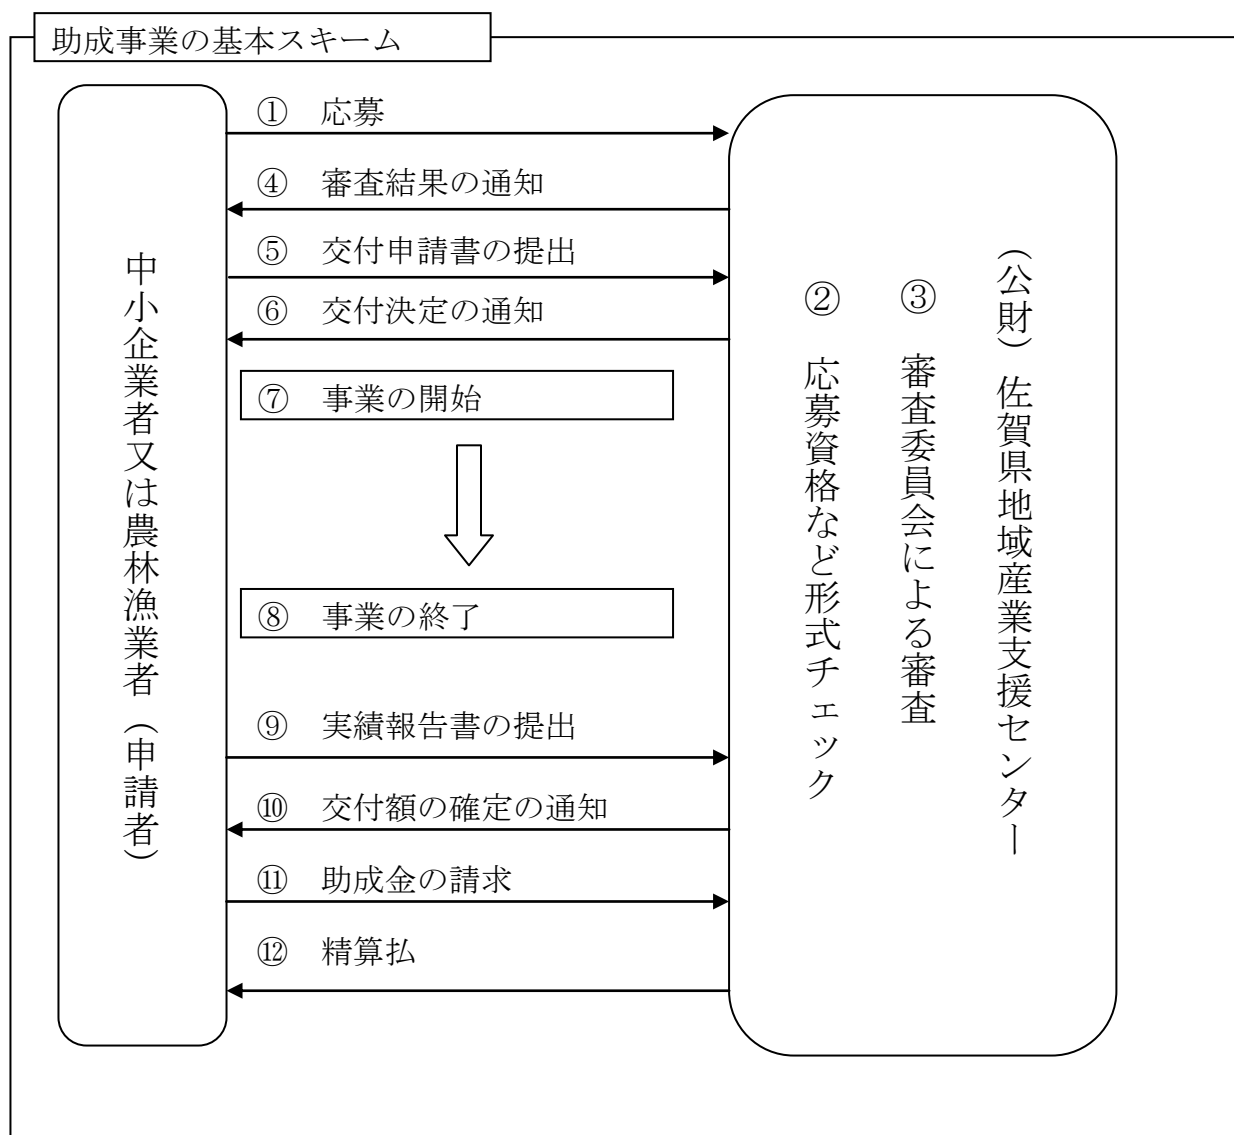 助成事業の基本スキーム
中小企業者又は農林漁業者（申請者）
① 応募
④ 審査結果の通知
⑤ 交付申請書の提出
⑥ 交付決定の通知
⑦ 事業の開始
⑧ 事業の終了
⑨ 実績報告書の提出
⑩ 交付額の確定の通知
⑪ 助成金の請求
⑫ 精算払
（公財）佐賀県地域産業支援センター
③ 審査委員会による審査
② 応募資格など形式チェック